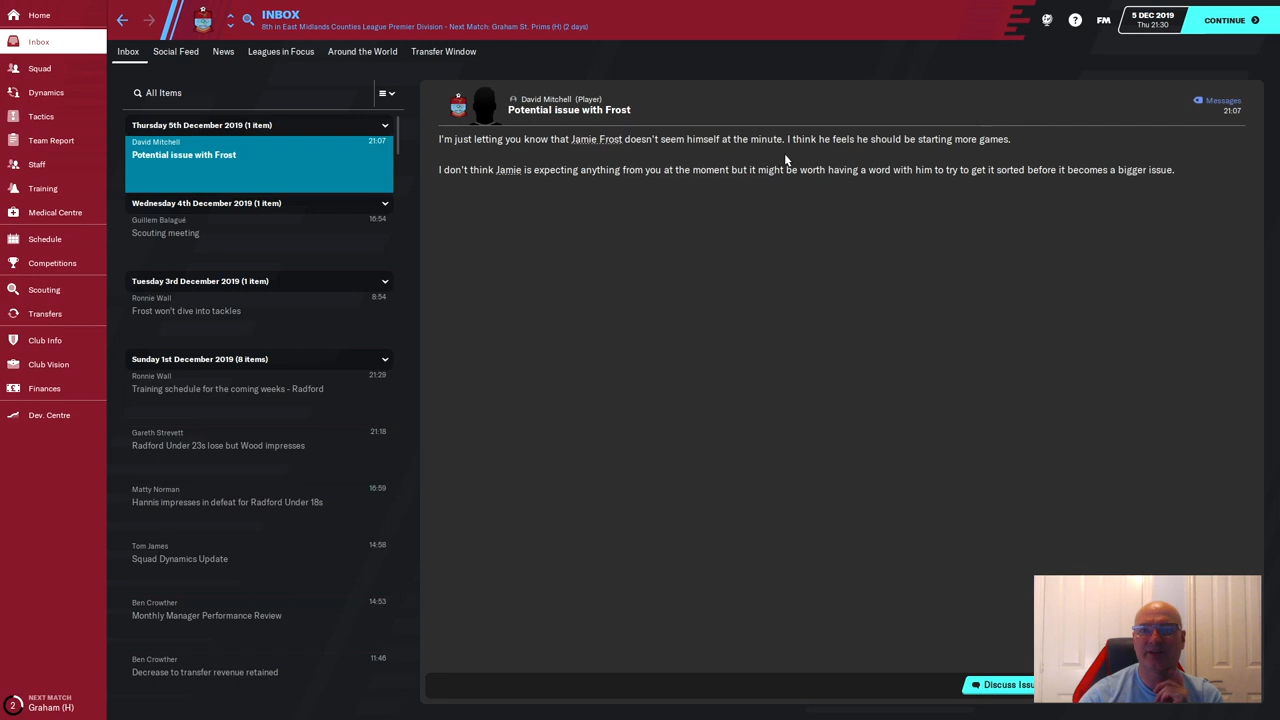 Home
Inbox
Squad
Dynamics
Tactics
Team Report
Staff
Training
Medical Centre
Schedule
Competitions
Scouting
Transfers
Club Info
Club Vision
Finances
Dev. Centre
2
NEXT MATCH
Graham (H)
INBOX
8th in East Midlands Counties League Premier Division - Next Match: Graham St. Prims (H) (2 days)
?
FM
5 DEC 2019
Thu 21:30
CONTINUE
Inbox
Social Feed
News
Leagues in Focus
Around the World
Transfer Window
All Items
Thursday 5th December 2019 (1 item)
David Mitchell 21:07
Potential issue with Frost
Wednesday 4th December 2019 (1 item)
Guillem Balagué 16:54
Scouting meeting
Tuesday 3rd December 2019 (1 item)
Ronnie Wall 8:54
Frost won't dive into tackles
Sunday 1st December 2019 (8 items)
Ronnie Wall 21:29
Training schedule for the coming weeks - Radford
Gareth Strevett 21:18
Radford Under 23s lose but Wood impresses
Matty Norman 16:59
Hannis impresses in defeat for Radford Under 18s
Tom James 14:58
Squad Dynamics Update
Ben Crowther 14:53
Monthly Manager Performance Review
Ben Crowther 11:46
Decrease to transfer revenue retained
David Mitchell (Player)
Potential issue with Frost
Messages
21:07
I'm just letting you know that Jamie Frost doesn't seem himself at the minute. I think he feels he should be starting more games.
I don't think Jamie is expecting anything from you at the moment but it might be worth having a word with him to try to get it sorted before it becomes a bigger issue.
Discuss Issu